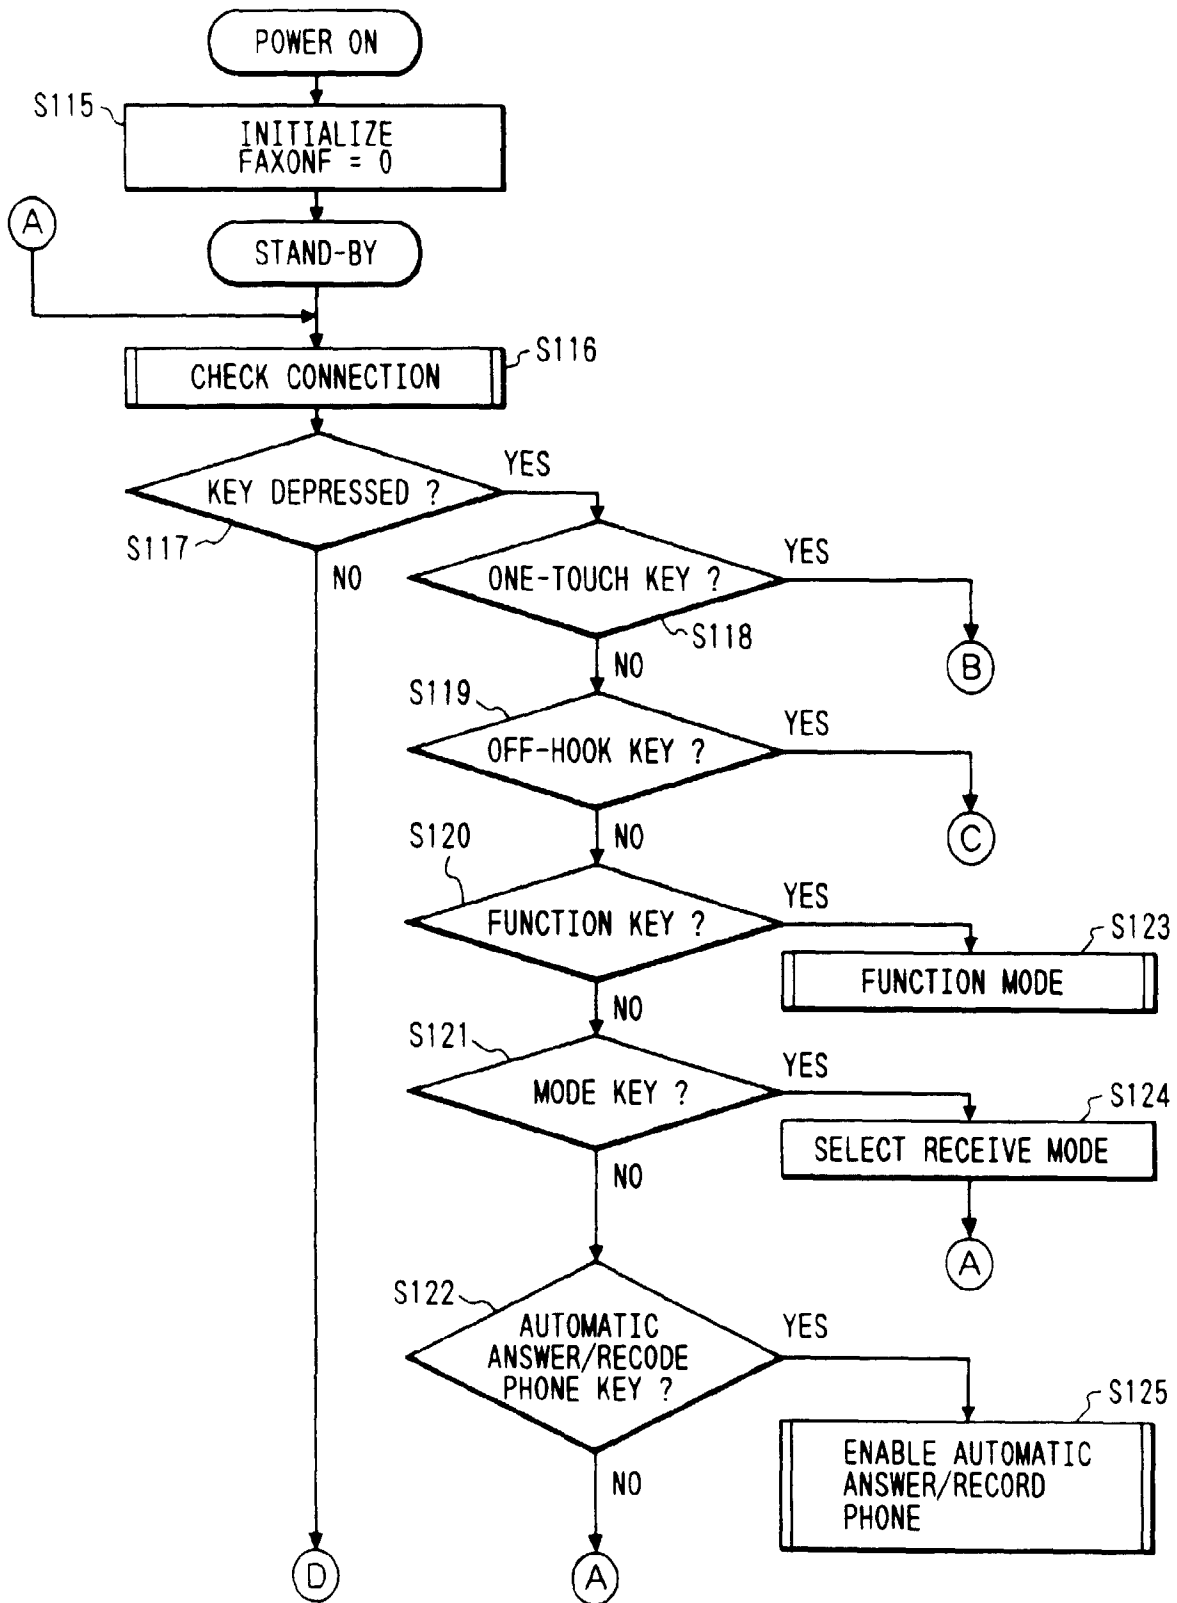 POWER ON
S115
INITIALIZE
FAXONF = 0
A
STAND-BY
S116
CHECK CONNECTION
YES
KEY DEPRESSED ?
S117
NO
YES
ONE-TOUCH KEY ?
S118
B
NO
S119
YES
OFF-HOOK KEY ?
C
NO
S120
YES
FUNCTION KEY ?
S123
FUNCTION MODE
NO
S121
YES
MODE KEY ?
S124
SELECT RECEIVE MODE
NO
A
S122
YES
AUTOMATIC
ANSWER/RECODE
PHONE KEY ?
S125
ENABLE AUTOMATIC
ANSWER/RECORD
PHONE
NO
D
A